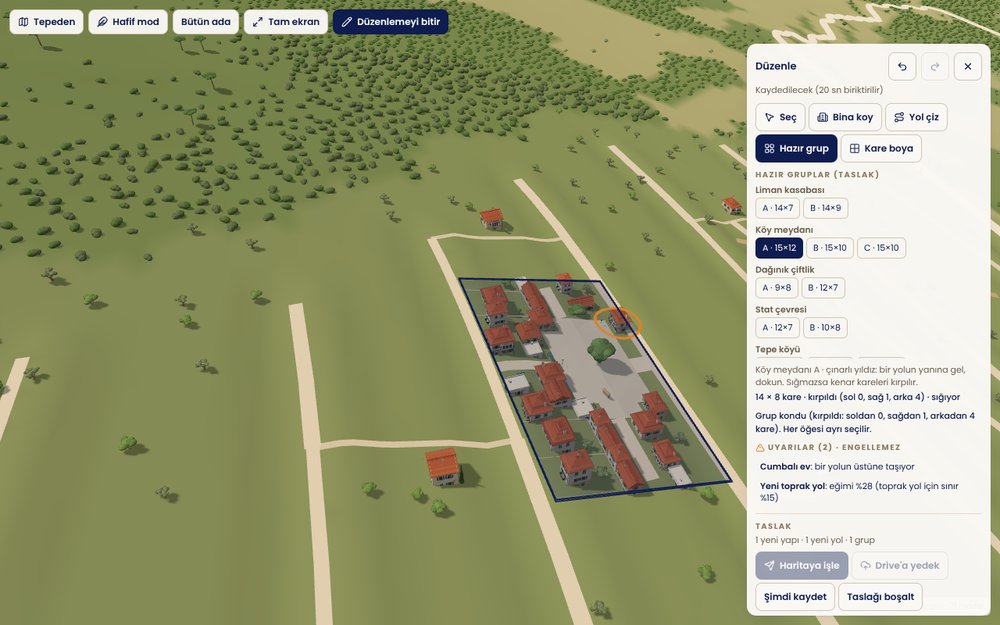 Tepeden
Hafif mod
Bütün ada
Tam ekran
Düzenlemeyi bitir
Düzenle
Kaydedilecek (20 sn biriktirilir)
Seç
Bina koy
Yol çiz
Hazır grup
Kare boya
HAZIR GRUPLAR (TASLAK)
Liman kasabası
A · 14×7
B · 14×9
Köy meydanı
A · 15×12
B · 15×10
C · 15×10
Dağınık çiftlik
A · 9×8
B · 12×7
Stat çevresi
A · 12×7
B · 10×8
Tepe köyü
Köy meydanı A · çınarlı yıldız: bir yolun yanına gel,
dokun. Sığmazsa kenar kareleri kırpılır.
14 × 8 kare · kırpıldı (sol 0, sağ 1, arka 4) · sığıyor
Grup kondu (kırpıldı: soldan 0, sağdan 1, arkadan 4
kare). Her öğesi ayrı seçilir.
UYARILAR (2) · ENGELLEMEZ
Cumbalı ev: bir yolun üstüne taşıyor
Yeni toprak yol: eğimi %28 (toprak yol için sınır
%15)
TASLAK
1 yeni yapı · 1 yeni yol · 1 grup
Haritaya işle
Drive'a yedek
Şimdi kaydet
Taslağı boşalt